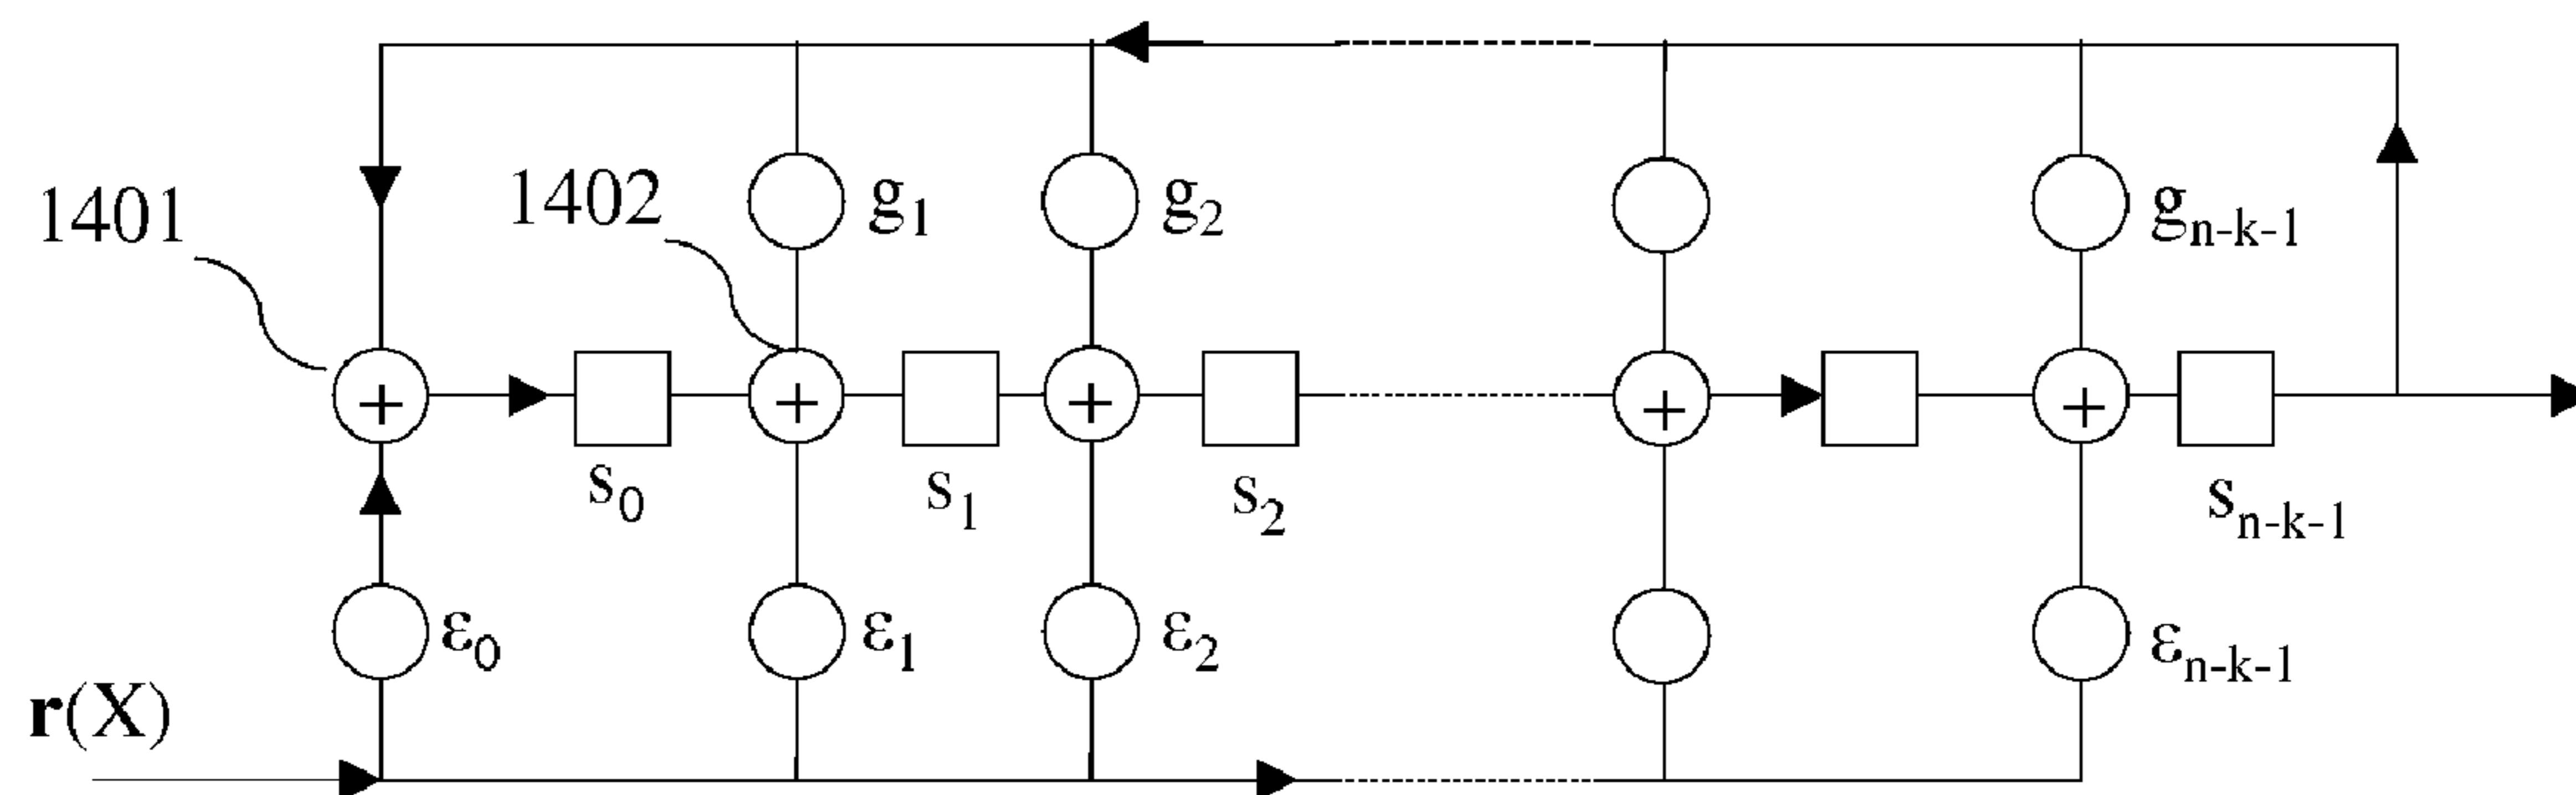 1401
1402
g₁
g₂
gₙ₋ₖ₋₁
+
+
+
+
+
s₀
s₁
s₂
sₙ₋ₖ₋₁
ε₀
ε₁
ε₂
εₙ₋ₖ₋₁
r(X)